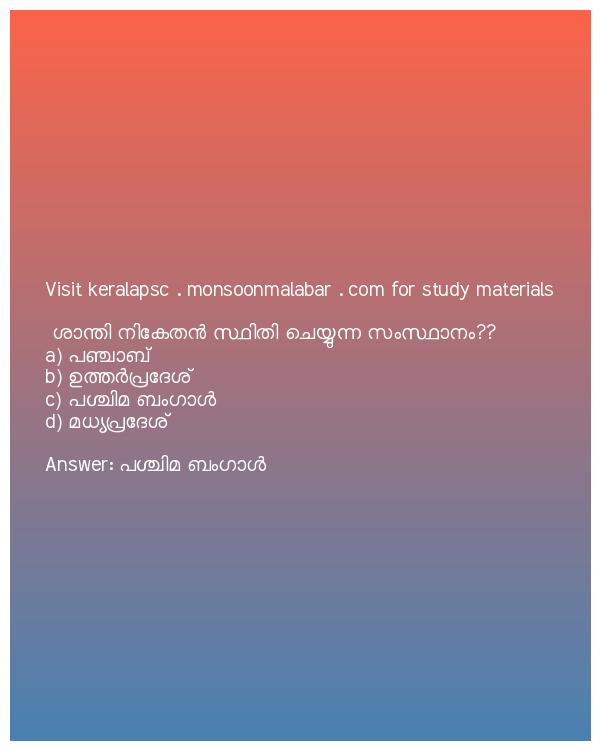 Visit keralapsc . monsoonmalabar . com for study materials
ശാന്തി നികേതൻ സ്ഥിതി ചെയ്യുന്ന സംസ്ഥാനം??
a) പഞ്ചാബ്
b) ഉത്തർപ്രദേശ്
c) പശ്ചിമ ബംഗാൾ
d) മധ്യപ്രദേശ്
Answer: പശ്ചിമ ബംഗാൾ